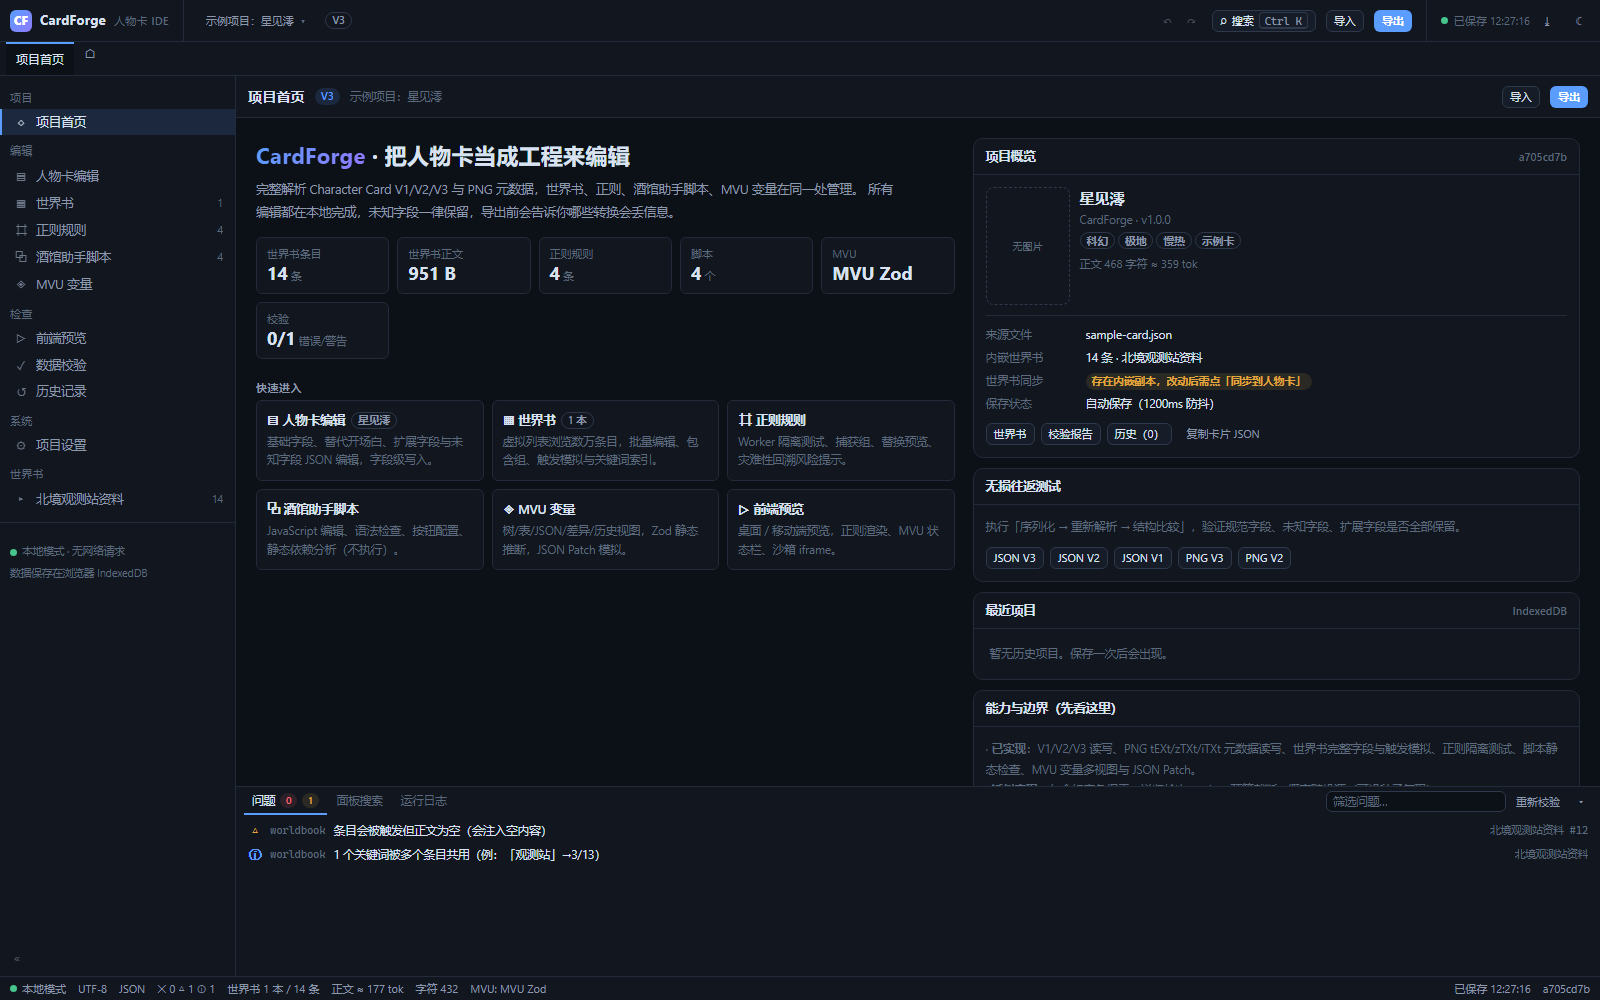 CF CardForge 人物卡 IDE 示例项目：星见澪 V3 搜索 Ctrl K 导入 导出 已保存 12:27:16
项目首页
项目
项目首页
编辑
人物卡编辑
世界书 1
正则规则 4
酒馆助手脚本 4
MVU 变量
检查
前端预览
数据校验
历史记录
系统
项目设置
世界书
北境观测站资料 14
本地模式 · 无网络请求
数据保存在浏览器 IndexedDB
项目首页 V3 示例项目：星见澪 导入 导出
CardForge · 把人物卡当成工程来编辑
完整解析 Character Card V1/V2/V3 与 PNG 元数据，世界书、正则、酒馆助手脚本、MVU 变量在同一处管理。 所有
编辑都在本地完成，未知字段一律保留，导出前会告诉你哪些转换会丢信息。
世界书条目
14 条
世界书正文
951 B
正则规则
4 条
脚本
4 个
MVU
MVU Zod
校验
0/1 错误/警告
快速进入
人物卡编辑 星见澪
基础字段、替代开场白、扩展字段与未
知字段 JSON 编辑，字段级写入。
世界书 1 本
虚拟列表浏览数万条目，批量编辑、包
含组、触发模拟与关键词索引。
正则规则
Worker 隔离测试、捕获组、替换预览、
灾难性回溯风险提示。
酒馆助手脚本
JavaScript 编辑、语法检查、按钮配置、
静态依赖分析（不执行）。
MVU 变量
树/表/JSON/差异/历史视图，Zod 静态
推断，JSON Patch 模拟。
前端预览
桌面 / 移动端预览，正则渲染、MVU 状
态栏、沙箱 iframe。
项目概览 a705cd7b
无图片
星见澪
CardForge · v1.0.0
科幻 极地 慢热 示例卡
正文 468 字符 ≈ 359 tok
来源文件 sample-card.json
内嵌世界书 14 条 · 北境观测站资料
世界书同步 存在内嵌副本，改动后需点「同步到人物卡」
保存状态 自动保存（1200ms 防抖）
世界书 校验报告 历史（0） 复制卡片 JSON
无损往返测试
执行「序列化 → 重新解析 → 结构比较」，验证规范字段、未知字段、扩展字段是否全部保留。
JSON V3 JSON V2 JSON V1 PNG V3 PNG V2
最近项目 IndexedDB
暂无历史项目。保存一次后会出现。
能力与边界（先看这里）
· 已实现：V1/V2/V3 读写、PNG tEXt/zTXt/iTXt 元数据读写、世界书完整字段与触发模拟、正则隔离测试、脚本静
态检查、MVU 变量多视图与 JSON Patch。
问题 0 1 面板搜索 运行日志 筛选问题... 重新校验
worldbook 条目会被触发但正文为空（会注入空内容） 北境观测站资料 #12
worldbook 1 个关键词被多个条目共用（例：「观测站」→3/13） 北境观测站资料
«
本地模式 UTF-8 JSON 0 1 1 世界书 1 本 / 14 条 正文 ≈ 177 tok 字符 432 MVU: MVU Zod 已保存 12:27:16 a705cd7b